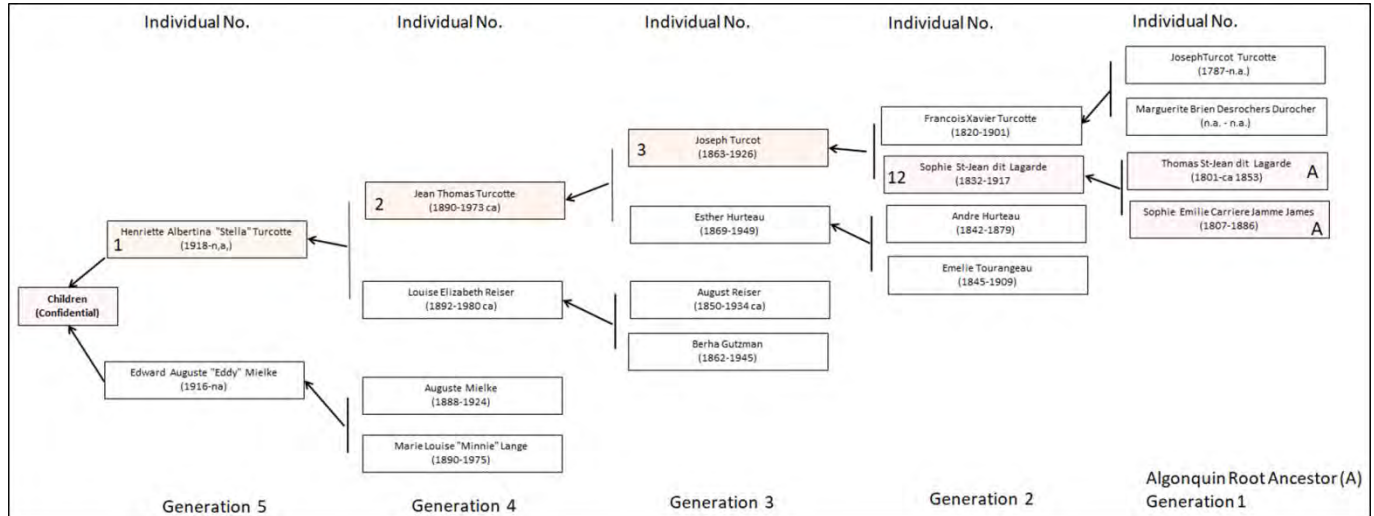 Individual No.
Individual No.
Individual No.
Individual No.
Individual No.
JosephTurcot Turcotte
(1787-n.a.)
Marguerite Brien Desrochers Durocher
(n.a. - n.a.)
Francois Xavier Turcotte
(1820-1901)
3
Joseph Turcot
(1863-1926)
12
Sophie St-Jean dit Lagarde
(1832-1917
Thomas St-Jean dit Lagarde
(1801-ca 1853)
A
2
Jean Thomas Turcotte
(1890-1973 ca)
Sophie Emilie Carriere Jamme James
(1807-1886)
A
Esther Hurteau
(1869-1949)
Andre Hurteau
(1842-1879)
1
Henriette Albertina "Stella" Turcotte
(1918-n,a,)
Emelie Tourangeau
(1845-1909)
Children
(Confidential)
Louise Elizabeth Reiser
(1892-1980 ca)
August Reiser
(1850-1934 ca)
Berha Gutzman
(1862-1945)
Edward Auguste "Eddy" Mielke
(1916-na)
Auguste Mielke
(1888-1924)
Marie Louise "Minnie" Lange
(1890-1975)
Generation 5
Generation 4
Generation 3
Generation 2
Algonquin Root Ancestor (A)
Generation 1